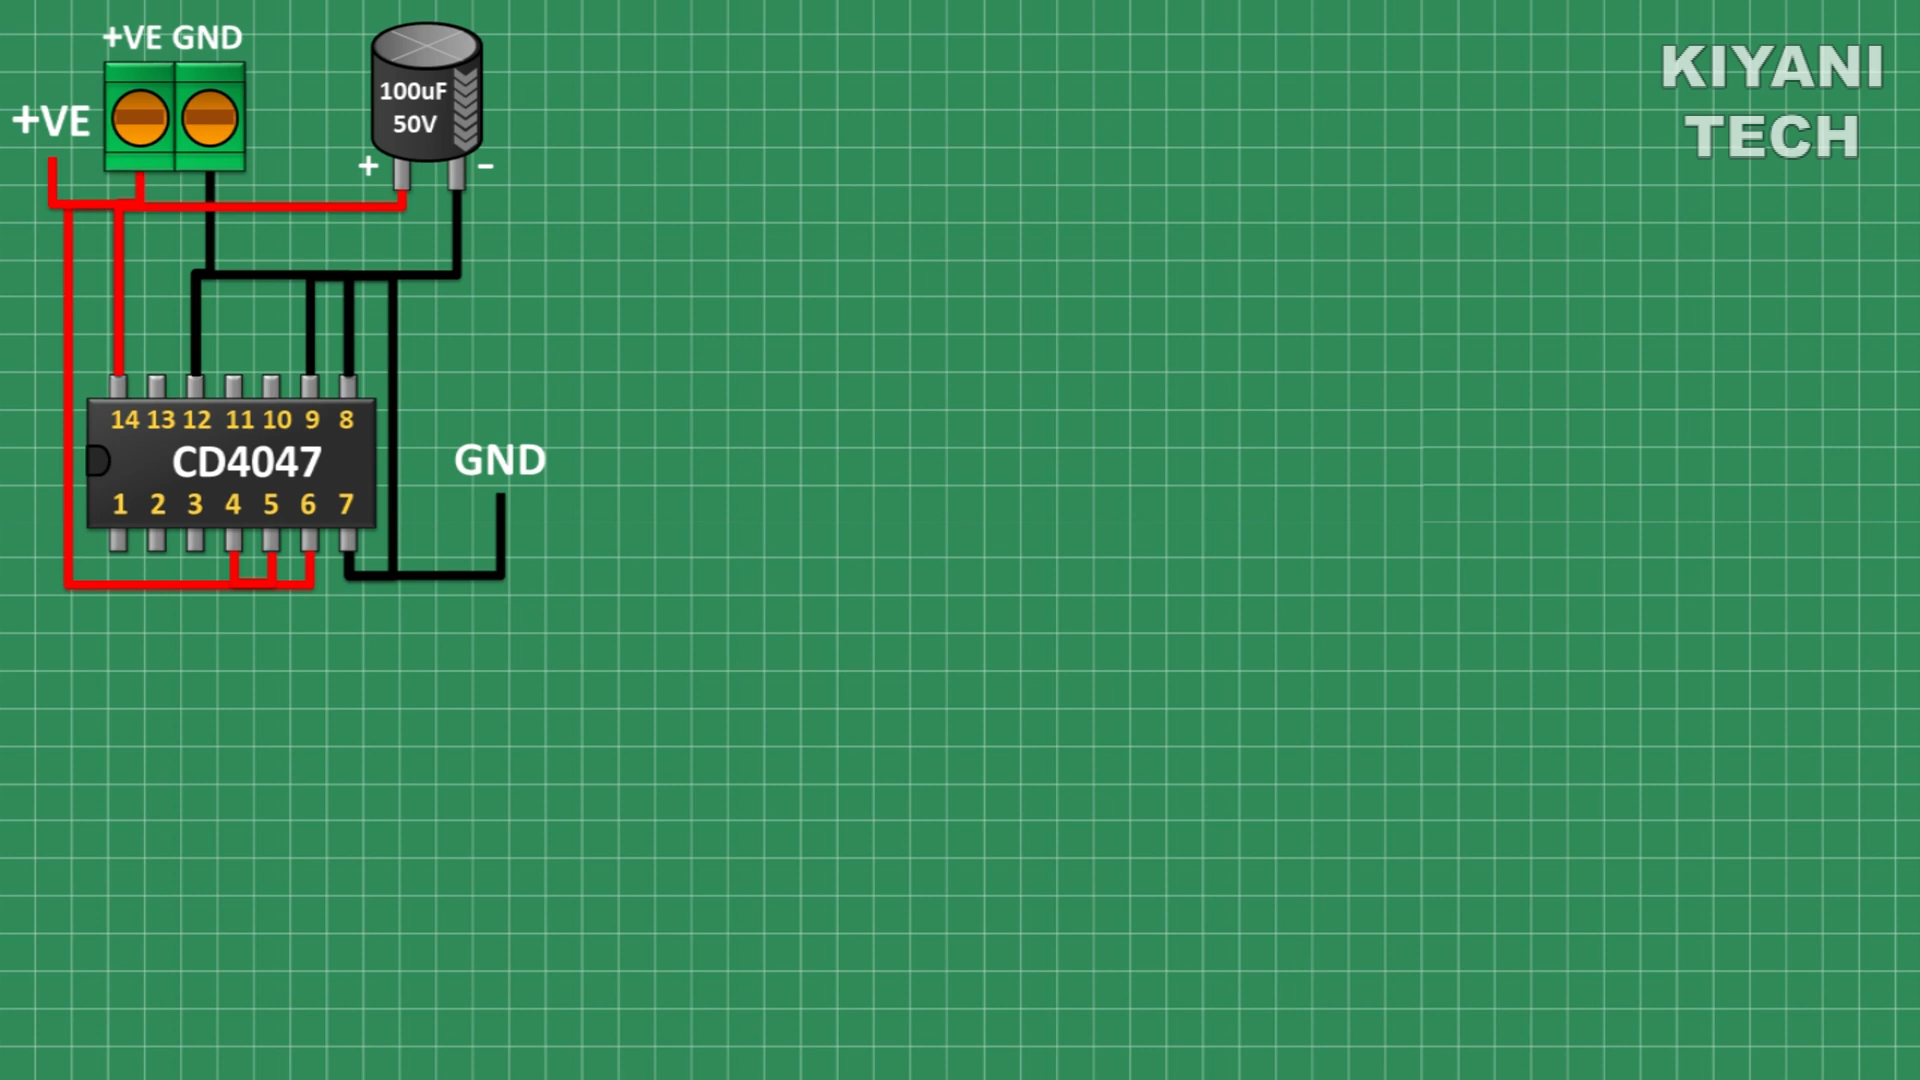 +VE GND
+VE
100uF
50V
+ −
14 13 12 11 10 9 8
CD4047
1 2 3 4 5 6 7
GND
KIYANI
TECH